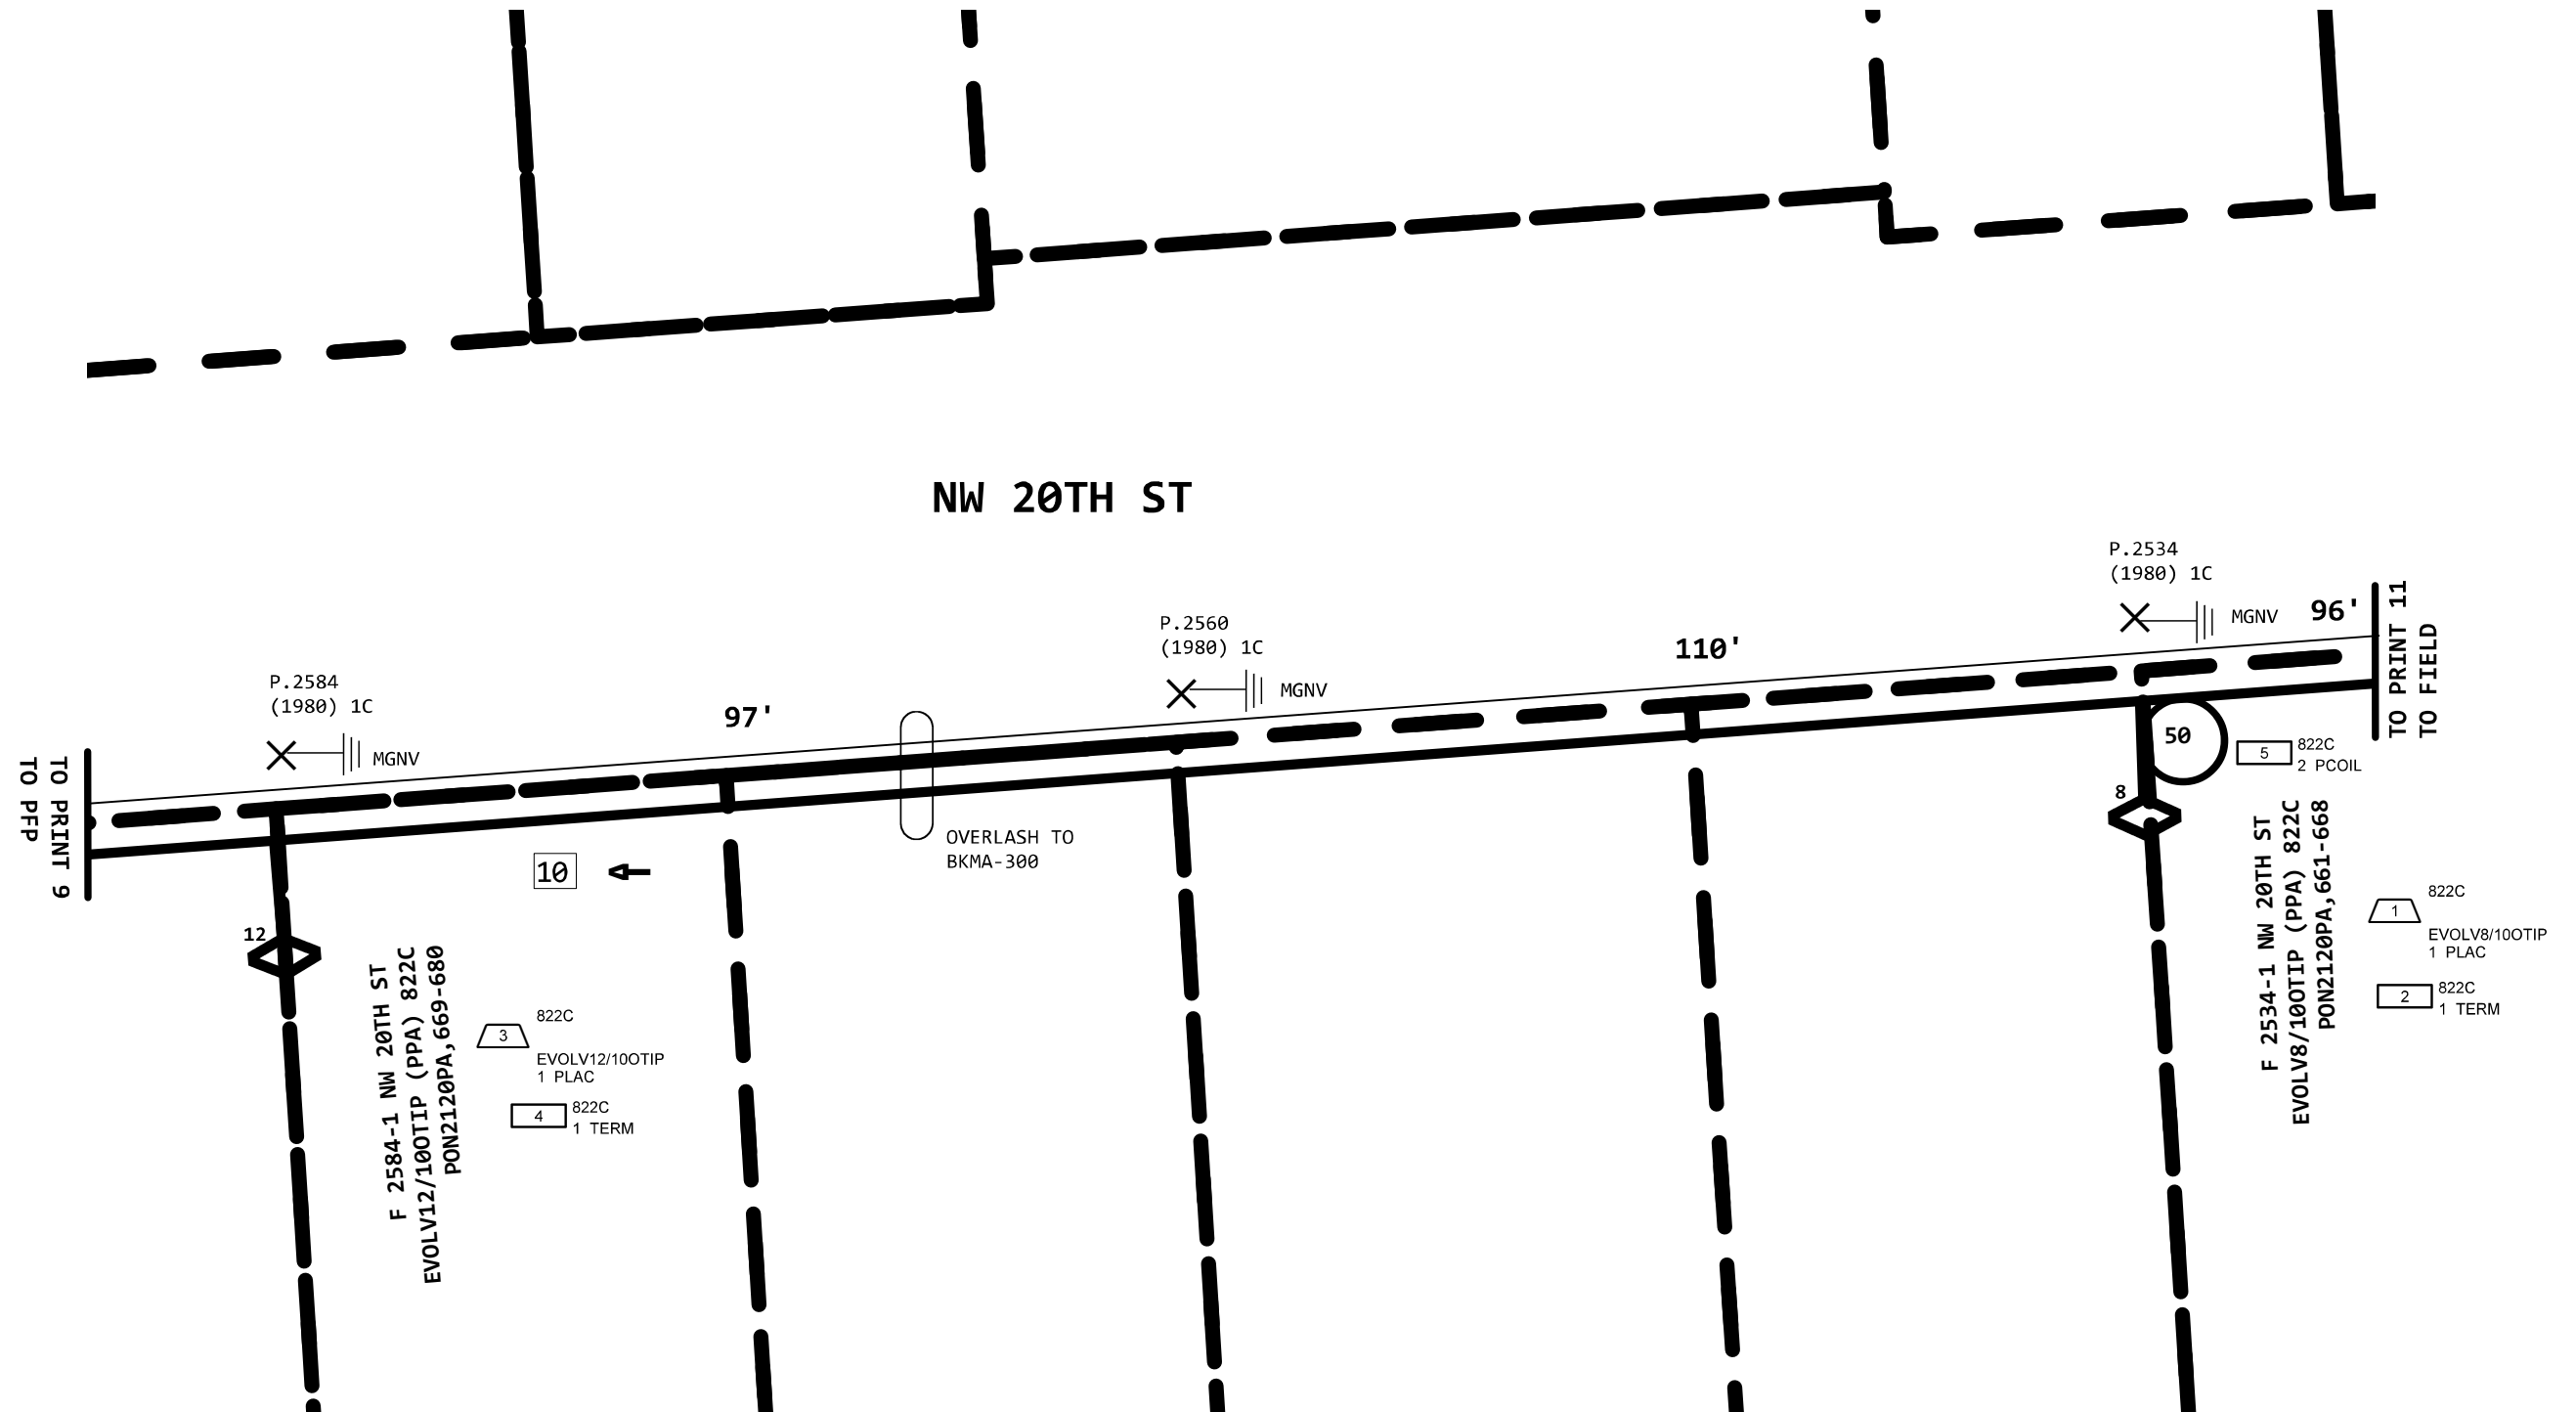 NW 20TH ST
P.2534
(1980) 1C
MGNV
96'
TO PRINT 11
TO FIELD
P.2560
(1980) 1C
MGNV
110'
P.2584
(1980) 1C
MGNV
97'
TO PRINT 9
TO PFP
OVERLASH TO
BKMA-300
10
50
5
822C
2 PCOIL
8
F 2534-1 NW 20TH ST
EVOLV8/100TIP (PPA) 822C
PON2120PA,661-668
1
822C
EVOLV8/10OTIP
1 PLAC
2
822C
1 TERM
12
F 2584-1 NW 20TH ST
EVOLV12/100TIP (PPA) 822C
PON2120PA,669-680
3
822C
EVOLV12/10OTIP
1 PLAC
4
822C
1 TERM